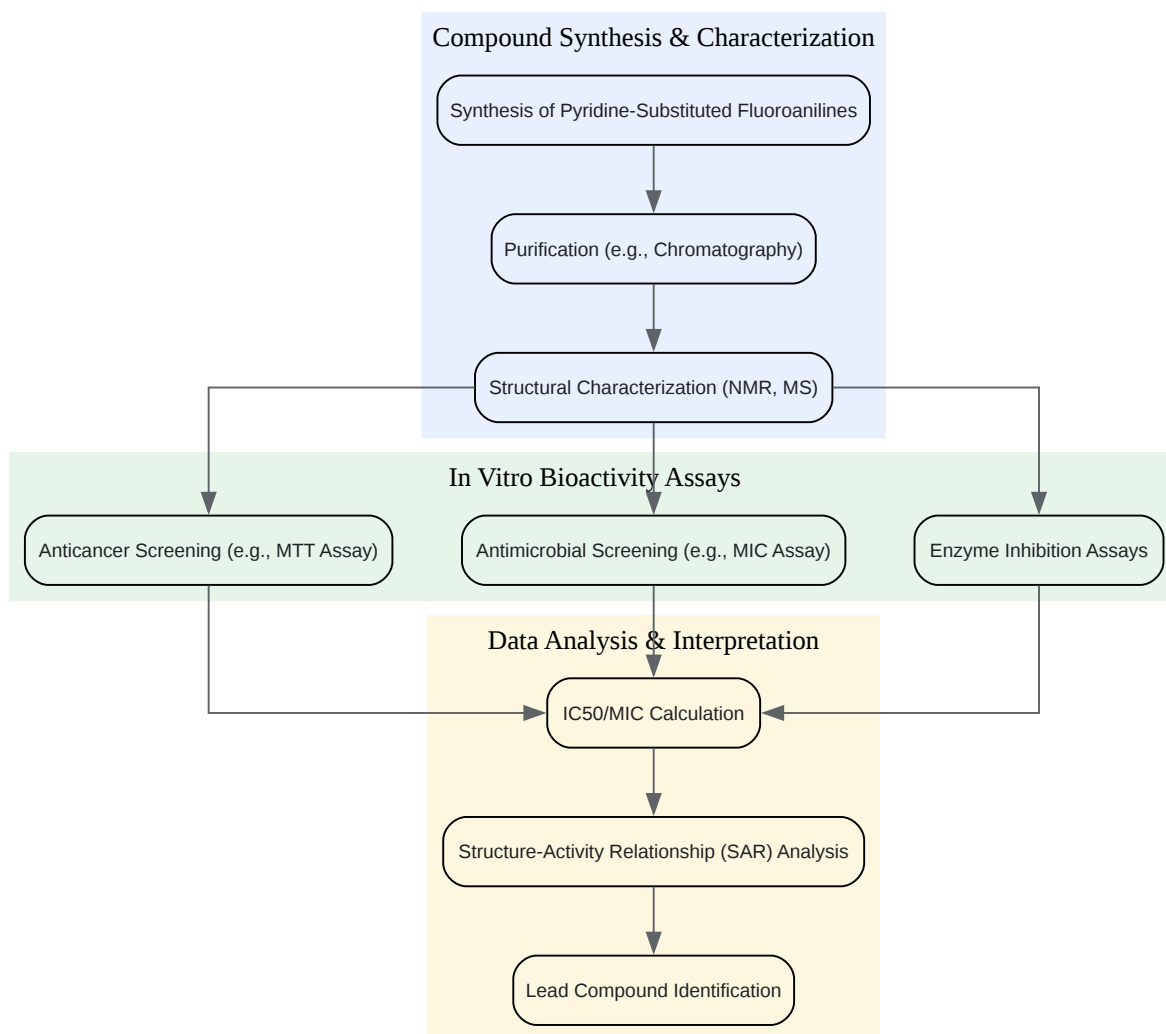 Compound Synthesis & Characterization
Synthesis of Pyridine-Substituted Fluoroanilines
Purification (e.g., Chromatography)
Structural Characterization (NMR, MS)
In Vitro Bioactivity Assays
Anticancer Screening (e.g., MTT Assay)
Antimicrobial Screening (e.g., MIC Assay)
Enzyme Inhibition Assays
Data Analysis & Interpretation
IC50/MIC Calculation
Structure-Activity Relationship (SAR) Analysis
Lead Compound Identification